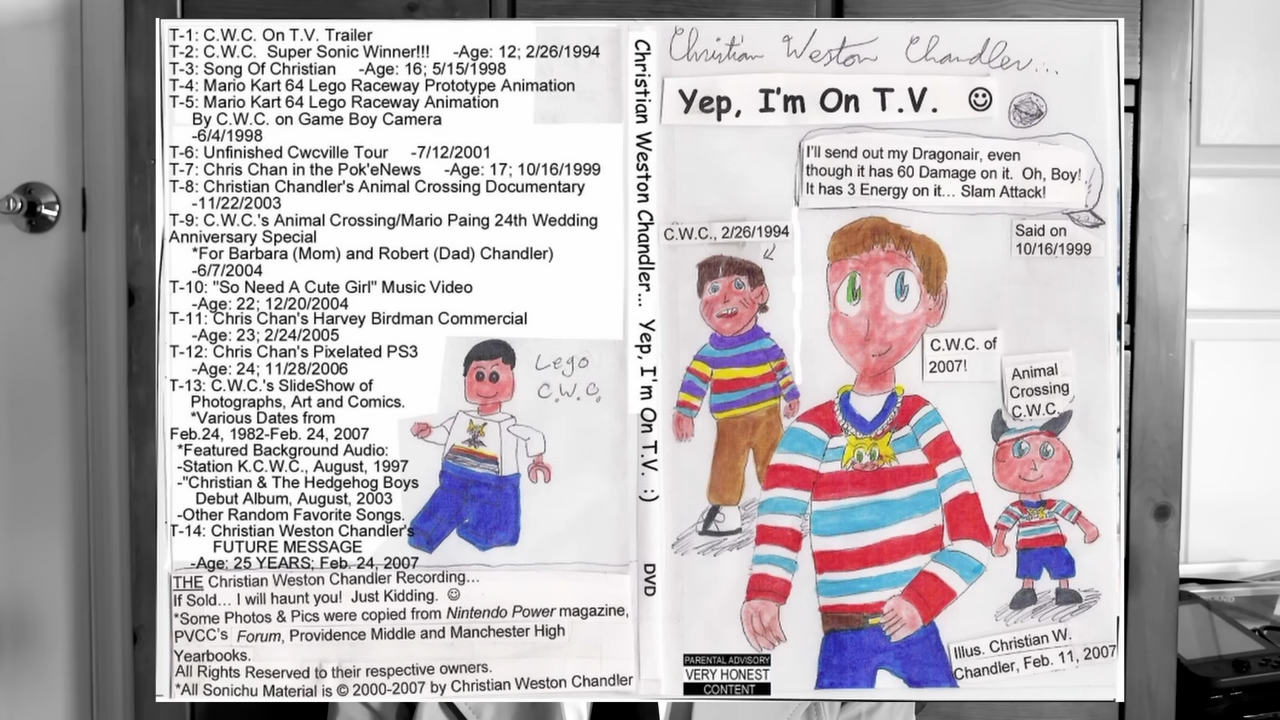 T-1: C.W.C. On T.V. Trailer
T-2: C.W.C. Super Sonic Winner!!! -Age: 12; 2/26/1994
T-3: Song Of Christian -Age: 16; 5/15/1998
T-4: Mario Kart 64 Lego Raceway Prototype Animation
T-5: Mario Kart 64 Lego Raceway Animation
By C.W.C. on Game Boy Camera
-6/4/1998
T-6: Unfinished Cwcville Tour -7/12/2001
T-7: Chris Chan in the Pok'eNews -Age: 17; 10/16/1999
T-8: Christian Chandler's Animal Crossing Documentary
-11/22/2003
T-9: C.W.C.'s Animal Crossing/Mario Paing 24th Wedding
Anniversary Special
*For Barbara (Mom) and Robert (Dad) Chandler)
-6/7/2004
T-10: "So Need A Cute Girl" Music Video
-Age: 22; 12/20/2004
T-11: Chris Chan's Harvey Birdman Commercial
-Age: 23; 2/24/2005
T-12: Chris Chan's Pixelated PS3
-Age: 24; 11/28/2006
T-13: C.W.C.'s SlideShow of
Photographs, Art and Comics.
*Various Dates from
Feb.24, 1982-Feb. 24, 2007
*Featured Background Audio:
-Station K.C.W.C., August, 1997
-"Christian & The Hedgehog Boys
Debut Album, August, 2003
-Other Random Favorite Songs.
T-14: Christian Weston Chandler's
FUTURE MESSAGE
-Age: 25 YEARS; Feb. 24, 2007
Lego
C.W.C.
THE Christian Weston Chandler Recording...
If Sold... I will haunt you! Just Kidding. ☺
*Some Photos & Pics were copied from Nintendo Power magazine,
PVCC's Forum, Providence Middle and Manchester High
Yearbooks.
All Rights Reserved to their respective owners.
*All Sonichu Material is © 2000-2007 by Christian Weston Chandler
Christian Weston Chandler... Yep, I'm On T.V. :) DVD
Christian Weston Chandler...
Yep, I'm On T.V. ☺
I'll send out my Dragonair, even
though it has 60 Damage on it. Oh, Boy!
It has 3 Energy on it... Slam Attack!
C.W.C., 2/26/1994
Said on
10/16/1999
C.W.C. of
2007!
Animal
Crossing
C.W.C.
PARENTAL ADVISORY
VERY HONEST
CONTENT
Illus. Christian W.
Chandler, Feb. 11, 2007